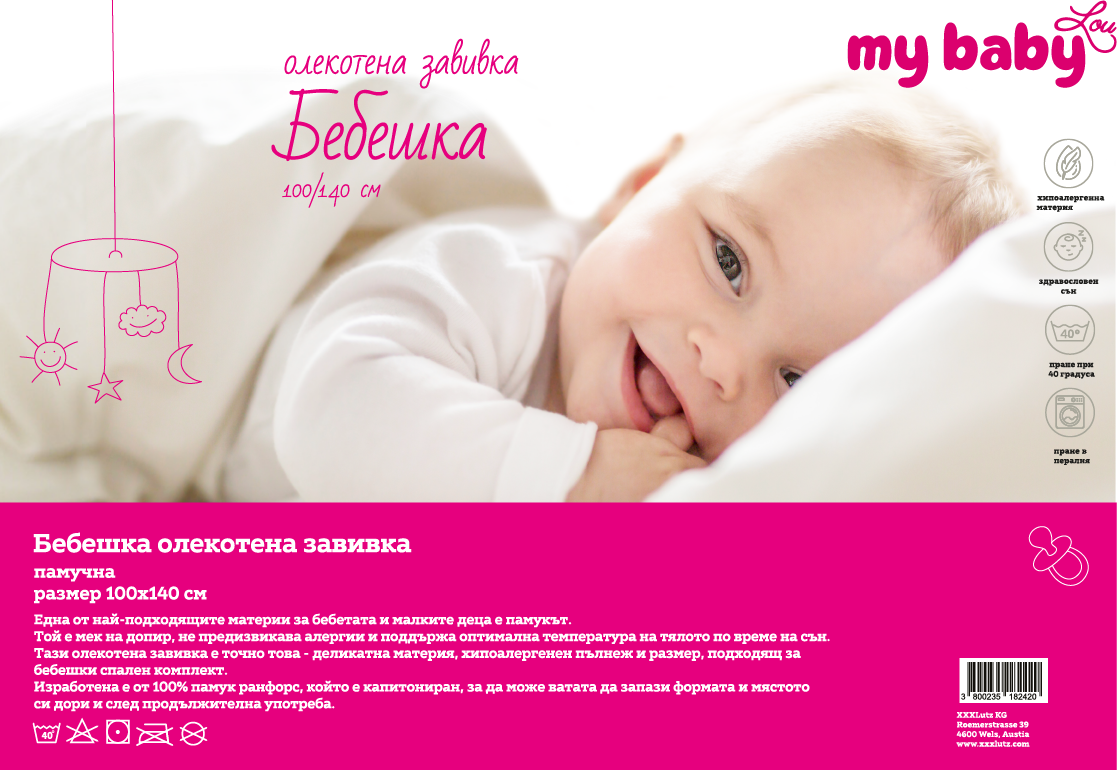 Lou
my baby
олекотена завивка
Бебешка
100/140 см
хипоалергенна
материя
здравословен
сън
40°
пране при
40 градуса
пране в
пералня
Бебешка олекотена завивка
памучна
размер 100х140 см
Една от най-подходящите материи за бебетата и малките деца е памукът.
Той е мек на допир, не предизвикава алергии и поддържа оптимална температура на тялото по време на сън.
Тази олекотена завивка е точно това - деликатна материя, хипоалергенен пълнеж и размер, подходящ за
бебешки спален комплект.
Изработена е от 100% памук ранфорс, който е капитониран, за да може ватата да запази формата и мястото
си дори и след продължителна употреба.
40°
3 800235 182420
XXXLutz KG
Roemerstrasse 39
4600 Wels, Austia
www.xxxlutz.com